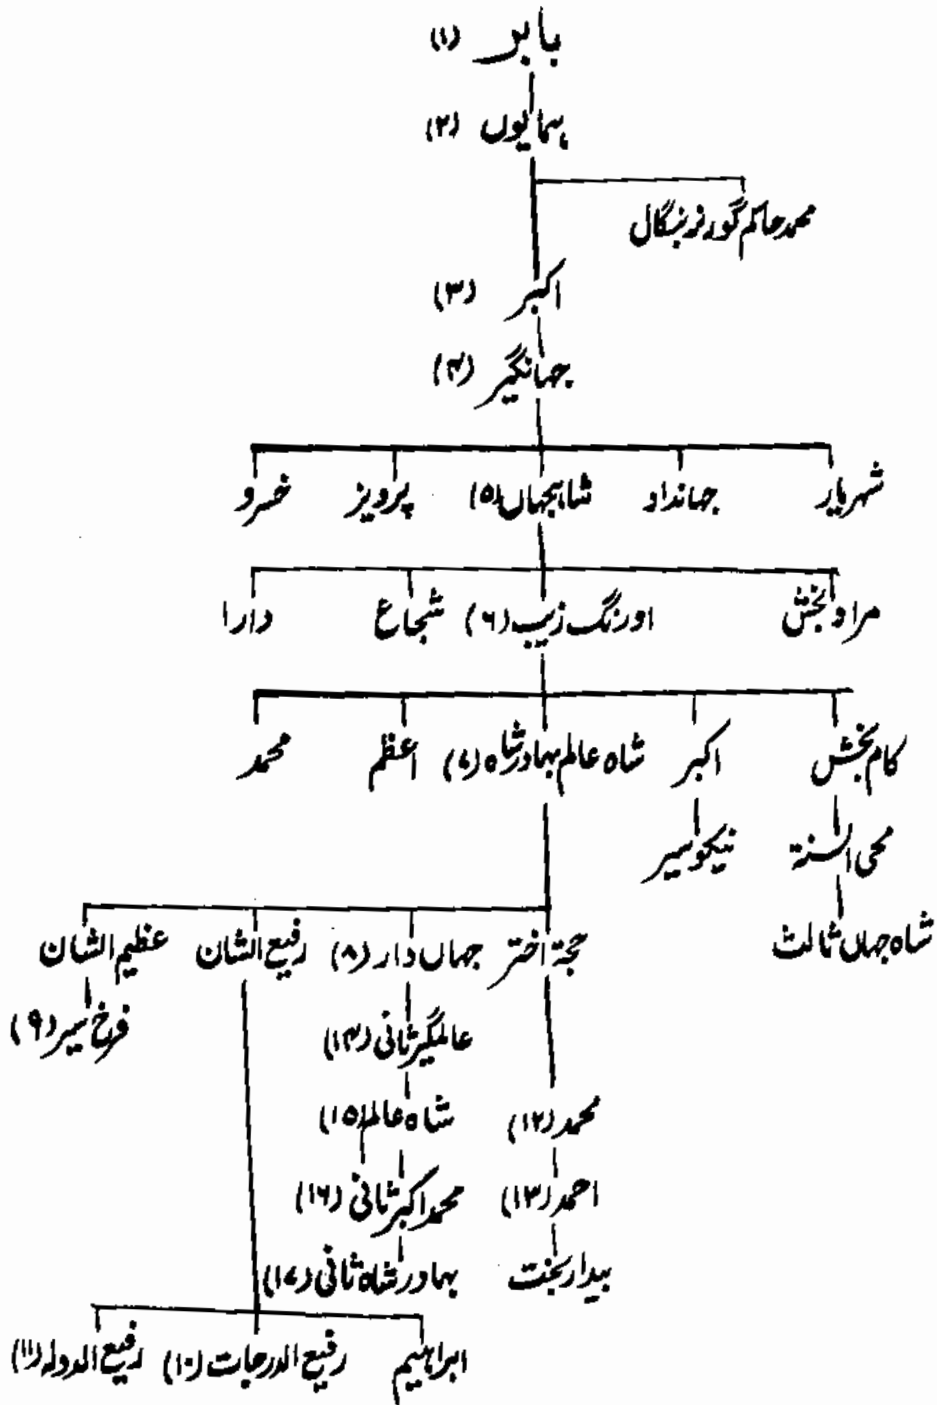 بابر (۱)
ہمایوں (۲)
محمد حاکم گورنر بنگال
اکبر (۳)
جہانگیر (۴)
شہریار جہانداد شاہجہاں (۵) پرویز خسرو
مراد بخش اورنگ زیب (۶) شجاع دارا
کام بخش اکبر شاہ عالم بہادر شاہ (۷) اعظم محمد
محی السنۃ نیکوسیر
شاہ جہاں ثالث حجۃ اختر جہاں دار (۸) رفیع الشان عظیم الشان
عالمگیر ثانی (۱۴) فرخ سیر (۹)
محمد (۱۲) شاہ عالم (۱۵)
احمد (۱۳) محمد اکبر ثانی (۱۶)
بیدار بخت بہادر شاہ ثانی (۱۷)
ابراہیم رفیع الدرجات (۱۰) رفیع الدولہ (۱۱)